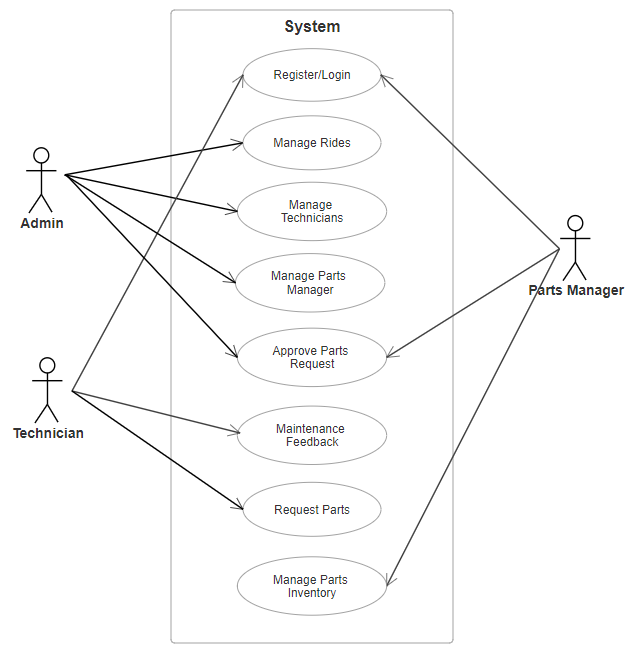 System
Register/Login
Manage Rides
Admin
Manage
Technicians
Parts Manager
Manage Parts
Manager
Approve Parts
Request
Technician
Maintenance
Feedback
Request Parts
Manage Parts
Inventory